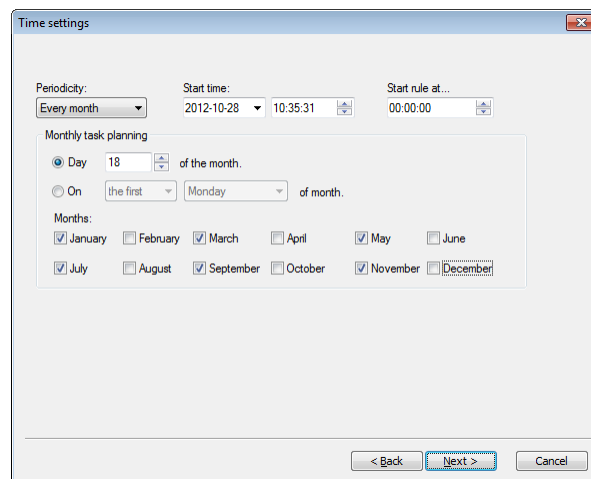 Time settings
Periodicity: Start time: Start rule at...
Every month 2012-10-28 10:35:31 00:00:00
Monthly task planning
Day 18 of the month.
On the first Monday of month.
Months:
January February March April May June
July August September October November December
< Back Next > Cancel